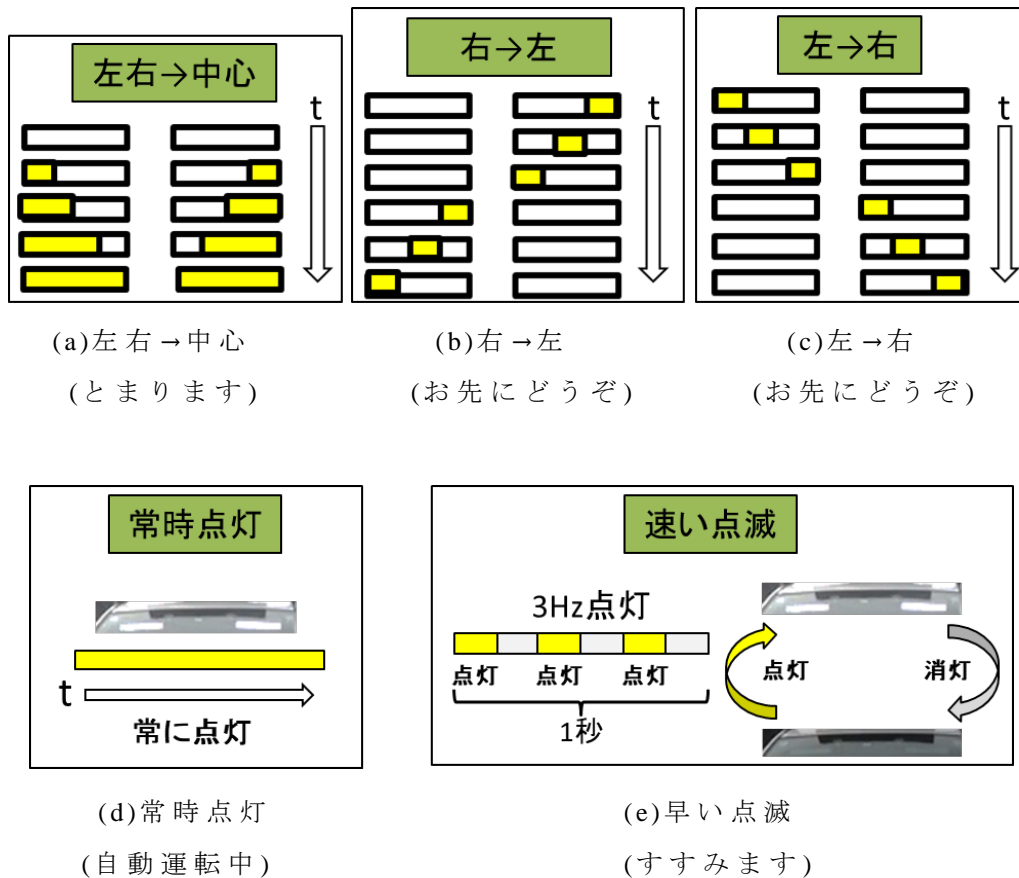 左右→中心
t
右→左
t
左→右
t
(a)左右→中心
(とまります)
(b)右→左
(お先にどうぞ)
(c)左→右
(お先にどうぞ)
常時点灯
t
常に点灯
速い点滅
3Hz点灯
点灯 点灯 点灯
1秒
点灯
消灯
(d)常時点灯
(自動運転中)
(e)早い点滅
(すすみます)